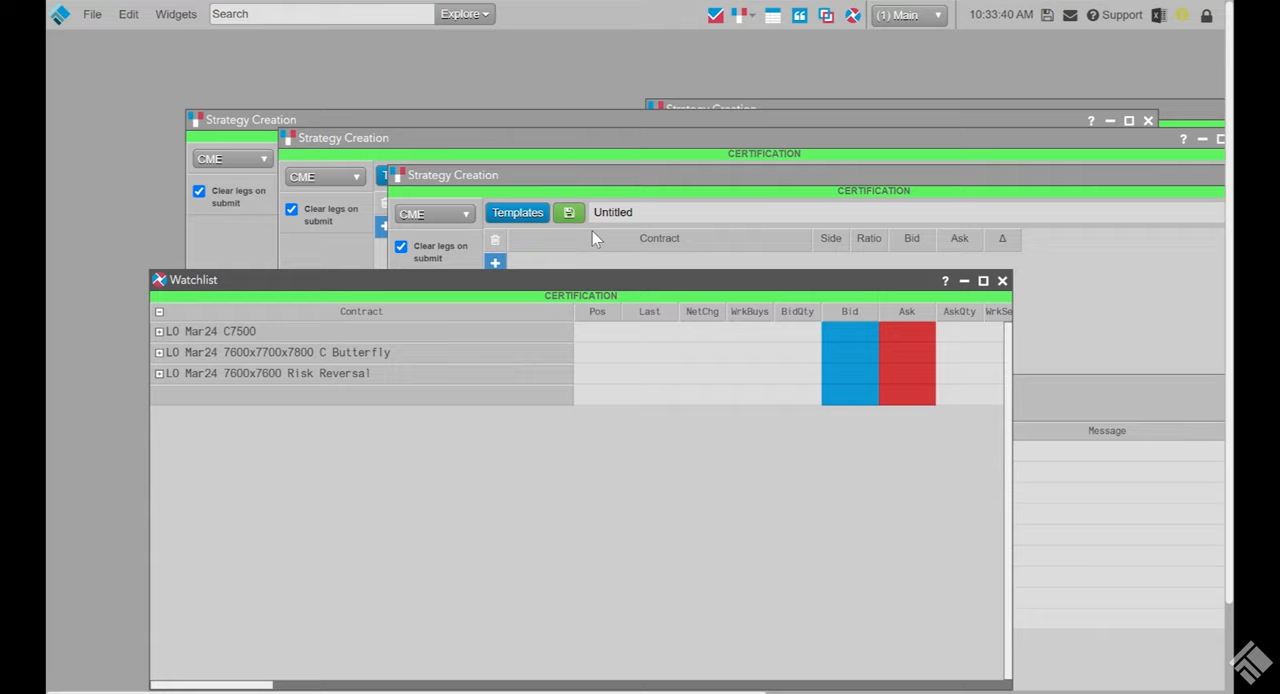 File Edit Widgets Search Explore (1) Main 10:33:40 AM ? Support
Strategy Creation
Strategy Creation ?
Strategy Creation ?
CERTIFICATION
CME
Clear legs on
submit
CME
Clear legs on
submit
Strategy Creation
CERTIFICATION
CME Templates Untitled
Contract Side Ratio Bid Ask Δ
Clear legs on
submit
Watchlist ?
CERTIFICATION
Contract Pos Last NetChg WrkBuys BidQty Bid Ask AskQty WrkSe
LO Mar24 C7500
LO Mar24 7600x7700x7800 C Butterfly
LO Mar24 7600x7600 Risk Reversal
Message